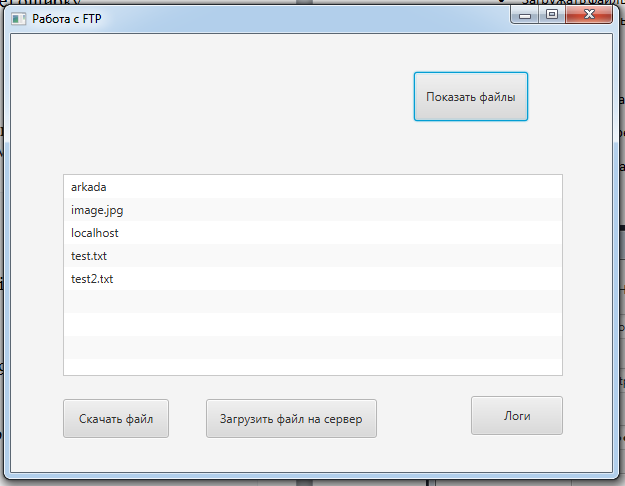 Работа с FTP
Показать файлы
arkada
image.jpg
localhost
test.txt
test2.txt
Скачать файл
Загрузить файл на сервер
Логи